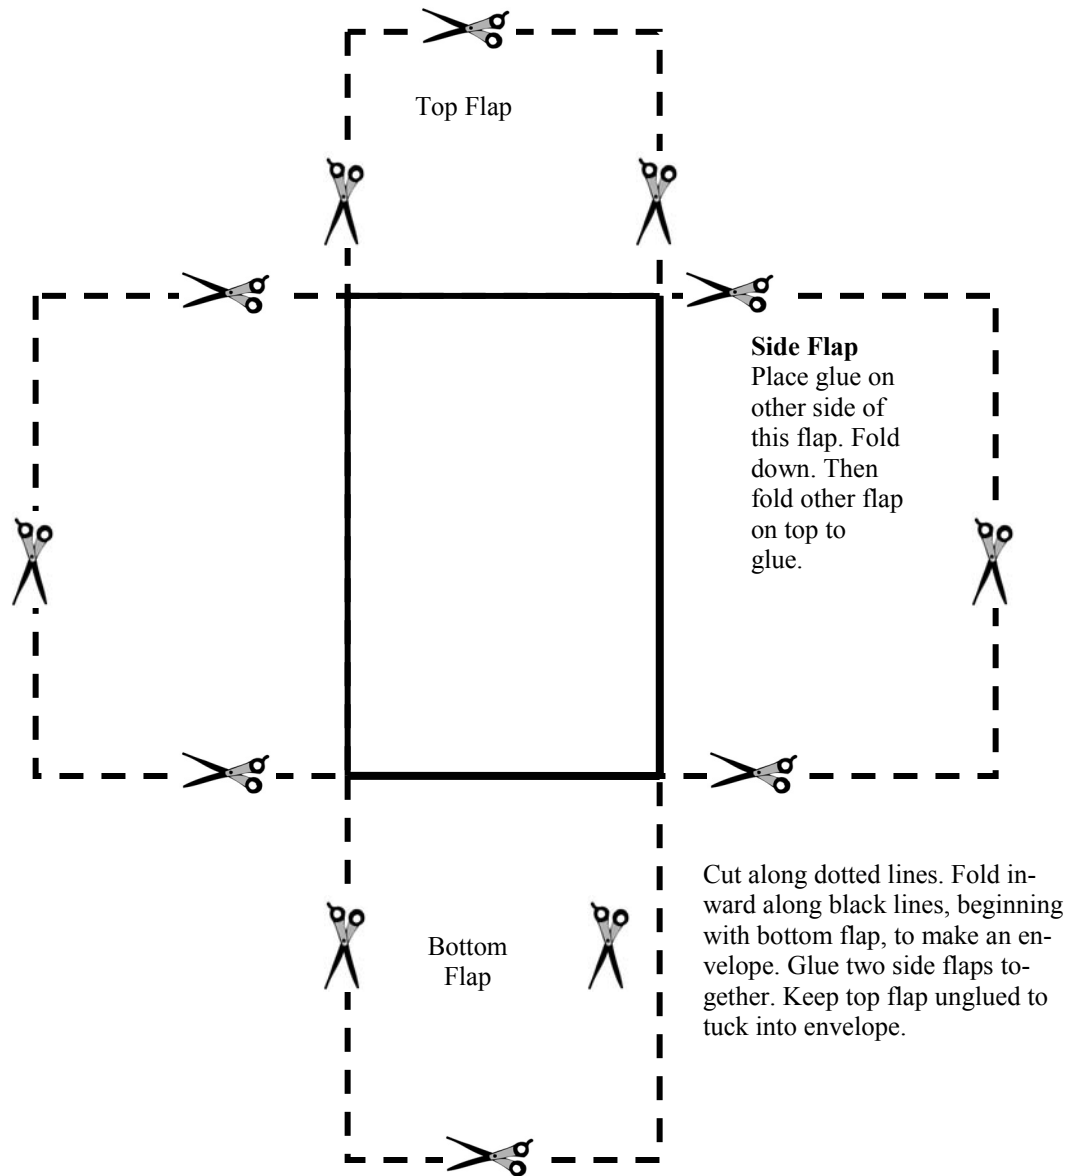 Top Flap
Side Flap
Place glue on
other side of
this flap. Fold
down. Then
fold other flap
on top to
glue.
Cut along dotted lines. Fold in-
ward along black lines, beginning
with bottom flap, to make an en-
velope. Glue two side flaps to-
gether. Keep top flap unglued to
tuck into envelope.
Bottom
Flap